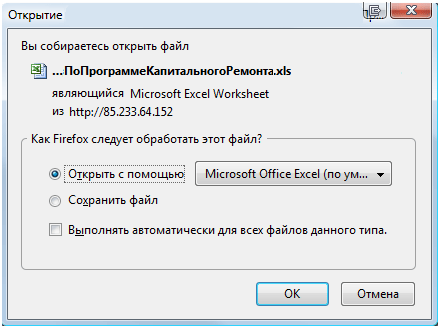 Открытие
Вы собираетесь открыть файл
...ПоПрограммеКапитальногоРемонта.xls
являющийся Microsoft Excel Worksheet
из http://85.233.64.152
Как Firefox следует обработать этот файл?
Открыть с помощью Microsoft Office Excel (по ум...
Сохранить файл
Выполнять автоматически для всех файлов данного типа.
ОК Отмена